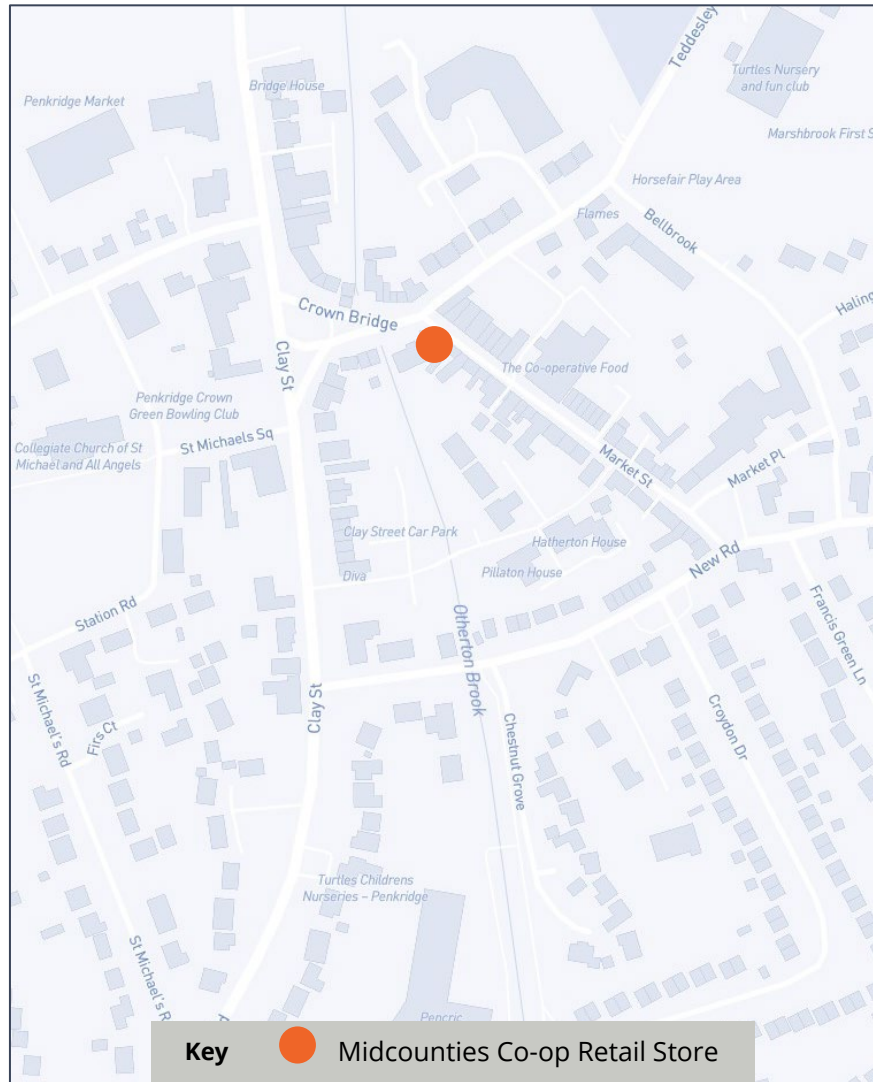 Teddesley
Bridge House
Turtles Nursery
and fun club
Penkridge Market
Marshbrook First S
Horsefair Play Area
Flames
Bellbrook
Crown Bridge
Haling
Clay St
The Co-operative Food
Penkridge Crown
Green Bowling Club
St Michaels Sq
Collegiate Church of St
Michael and All Angels
Market St
Market Pl
Clay Street Car Park
Hatherton House
Diva
Pillaton House
New Rd
Station Rd
Otherton Brook
Francis Green Ln
St Michael's Rd
Firs Ct
Clay St
Chestnut Grove
Croydon Dr
Turtles Childrens
Nurseries – Penkridge
St Michael's R
Pencric
Key
Midcounties Co-op Retail Store